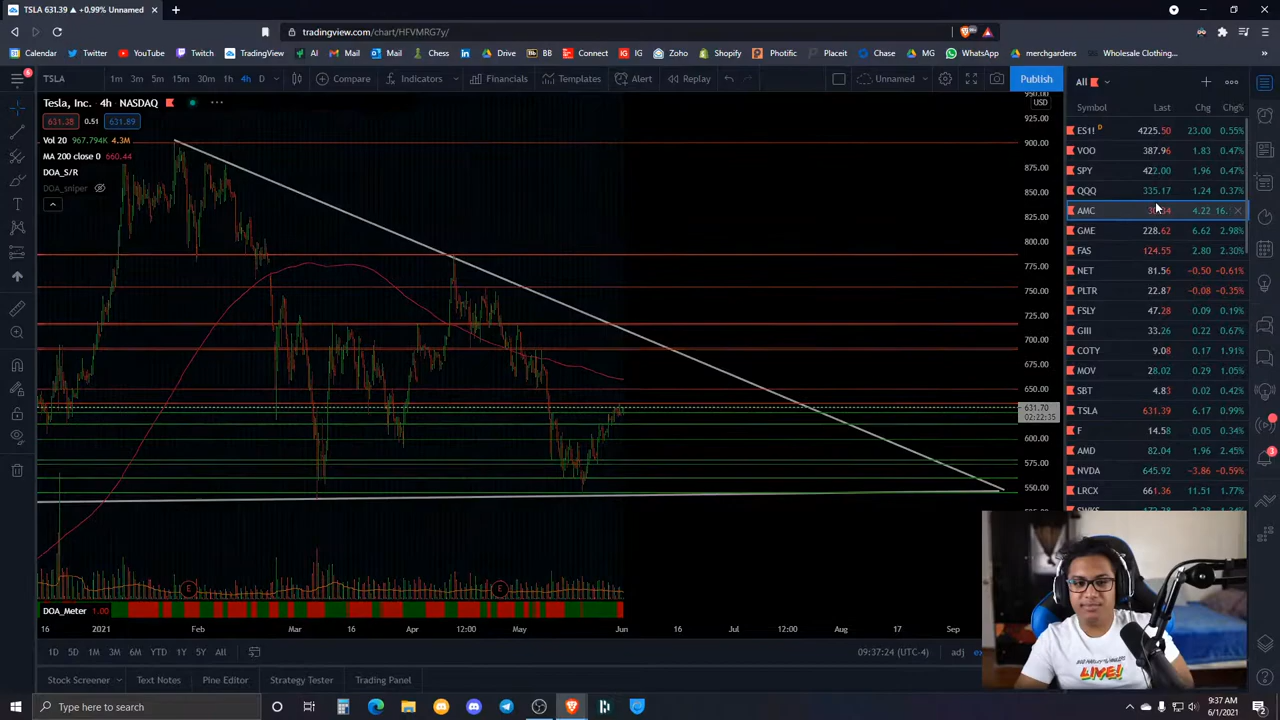 TSLA 631.39 ▲ +0.99% Unnamed
tradingview.com/chart/HFVMRG7y/
Calendar Twitter YouTube Twitch TradingView AI Mail Mail LinkedIn Drive BB Connect IG Zoho Shopify Photific Placeit Chase MG WhatsApp merchgardens Wholesale Clothing...
TSLA 1m 3m 5m 15m 30m 1h 4h D Compare Indicators Financials Templates Alert Replay Unnamed Publish All
Tesla, Inc. · 4h · NASDAQ
631.38 0.51 631.89
Vol 20 967.794K 4.3M
MA 200 close 0 660.44
DOA_S/R
DOA_sniper
USD
925.00
900.00
875.00
850.00
825.00
800.00
775.00
750.00
725.00
700.00
675.00
650.00
631.70
02:22:35
600.00
575.00
550.00
E E
DOA_Meter 1.00
16 2021 Feb Mar 16 Apr 12:00 May Jun 16 Jul 12:00 Aug 17 Sep
1D 5D 1M 3M 6M YTD 1Y 5Y All 09:37:24 (UTC-4) adj
Stock Screener Text Notes Pine Editor Strategy Tester Trading Panel
Symbol Last Chg Chg%
ES1! D 4225.50 23.00 0.55%
VOO 387.96 1.83 0.47%
SPY 422.00 1.96 0.47%
QQQ 335.17 1.24 0.37%
AMC 4.22 16.
GME 228.62 6.62 2.98%
FAS 124.55 2.80 2.30%
NET 81.56 -0.50 -0.61%
PLTR 22.87 -0.08 -0.35%
FSLY 47.28 0.09 0.19%
GIII 33.26 0.22 0.67%
COTY 9.08 0.17 1.91%
MOV 28.02 0.29 1.05%
SBT 4.83 0.02 0.42%
TSLA 631.39 6.17 0.99%
F 14.58 0.05 0.34%
AMD 82.04 1.96 2.45%
NVDA 645.92 -3.86 -0.59%
LRCX 661.36 11.51 1.77%
LIVE!
Type here to search
9:37 AM
6/1/2021